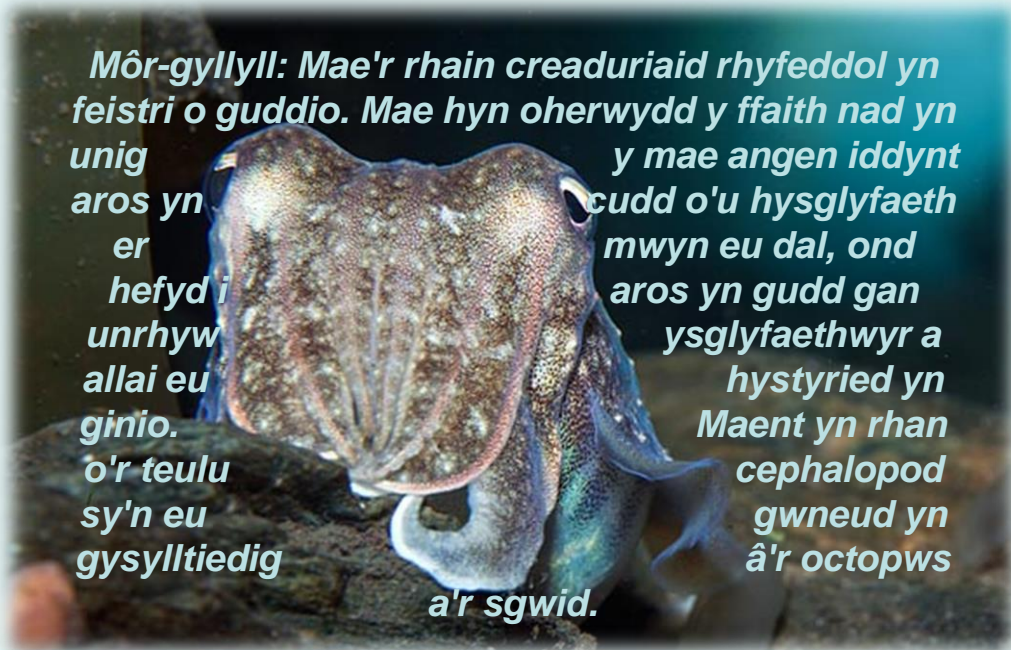 Môr-gyllyll: Mae'r rhain creaduriaid rhyfeddol yn
feistri o guddio. Mae hyn oherwydd y ffaith nad yn
unig y mae angen iddynt
aros yn cudd o'u hysglyfaeth
er mwyn eu dal, ond
hefyd i aros yn gudd gan
unrhyw ysglyfaethwyr a
allai eu hystyried yn
ginio. Maent yn rhan
o'r teulu cephalopod
sy'n eu gwneud yn
gysylltiedig â'r octopws
a'r sgwid.